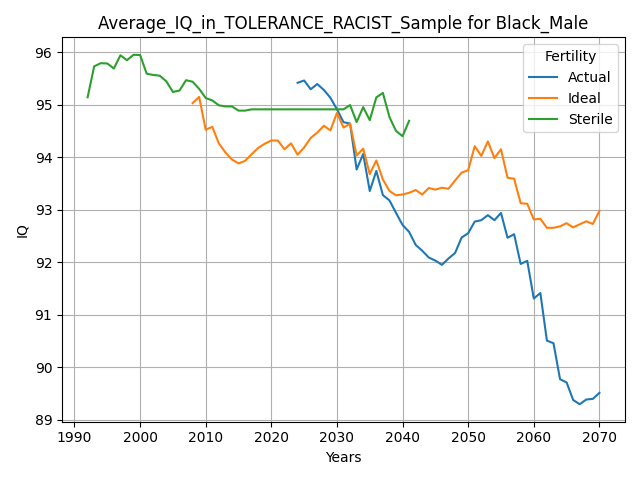 Average_IQ_in_TOLERANCE_RACIST_Sample for Black_Male
96
95
94
93
92
91
90
89
IQ
Fertility
Actual
Ideal
Sterile
1990 2000 2010 2020 2030 2040 2050 2060 2070
Years